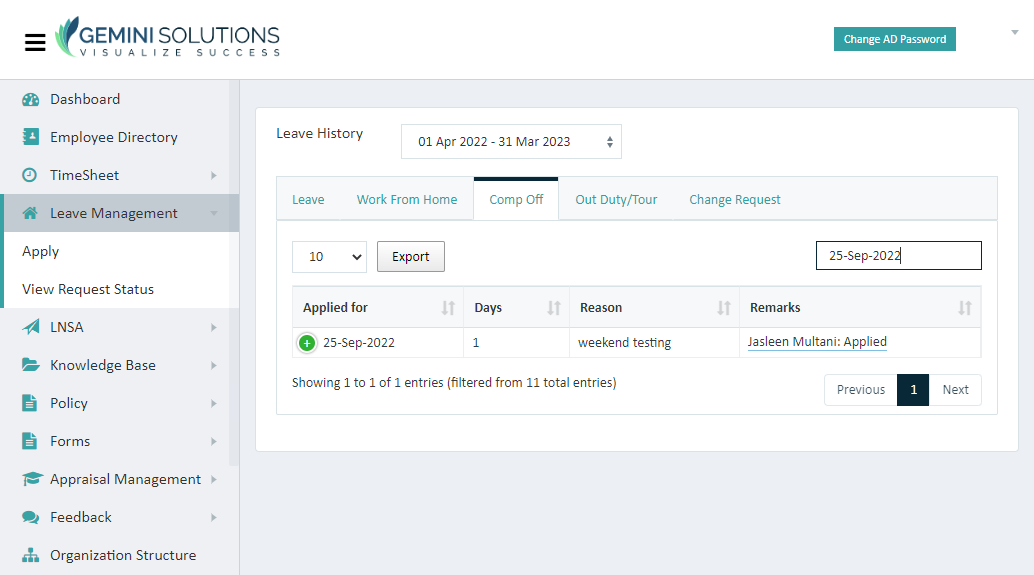 GEMINI SOLUTIONS
VISUALIZE SUCCESS
Change AD Password
Dashboard
Employee Directory
TimeSheet
Leave Management
Apply
View Request Status
LNSA
Knowledge Base
Policy
Forms
Appraisal Management
Feedback
Organization Structure
Leave History
01 Apr 2022 - 31 Mar 2023
Leave
Work From Home
Comp Off
Out Duty/Tour
Change Request
10
Export
25-Sep-2022
Applied for Days Reason Remarks
25-Sep-2022 1 weekend testing Jasleen Multani: Applied
Showing 1 to 1 of 1 entries (filtered from 11 total entries)
Previous 1 Next